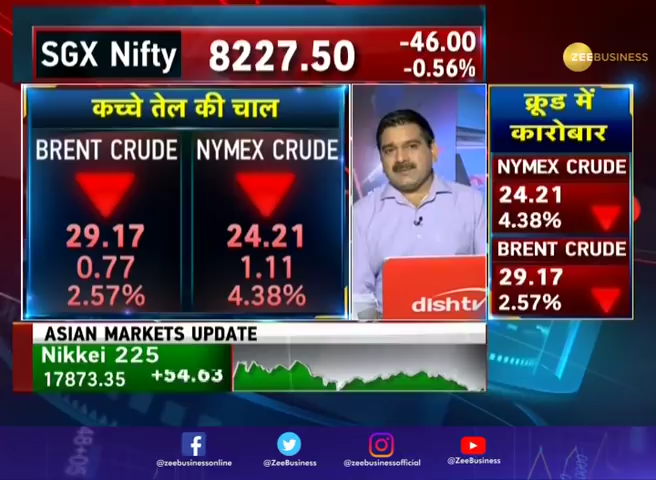 SGX Nifty
8227.50
-46.00
-0.56%
ZEEBUSINESS
कच्चे तेल की चाल
BRENT CRUDE
29.17
0.77
2.57%
NYMEX CRUDE
24.21
1.11
4.38%
dishtv
क्रूड में
कारोबार
NYMEX CRUDE
24.21
4.38%
BRENT CRUDE
29.17
2.57%
ASIAN MARKETS UPDATE
Nikkei 225
17873.35 +54.63
@zeebusinessonline
@ZeeBusiness
@zeebusinessofficial
@ZeeBusiness